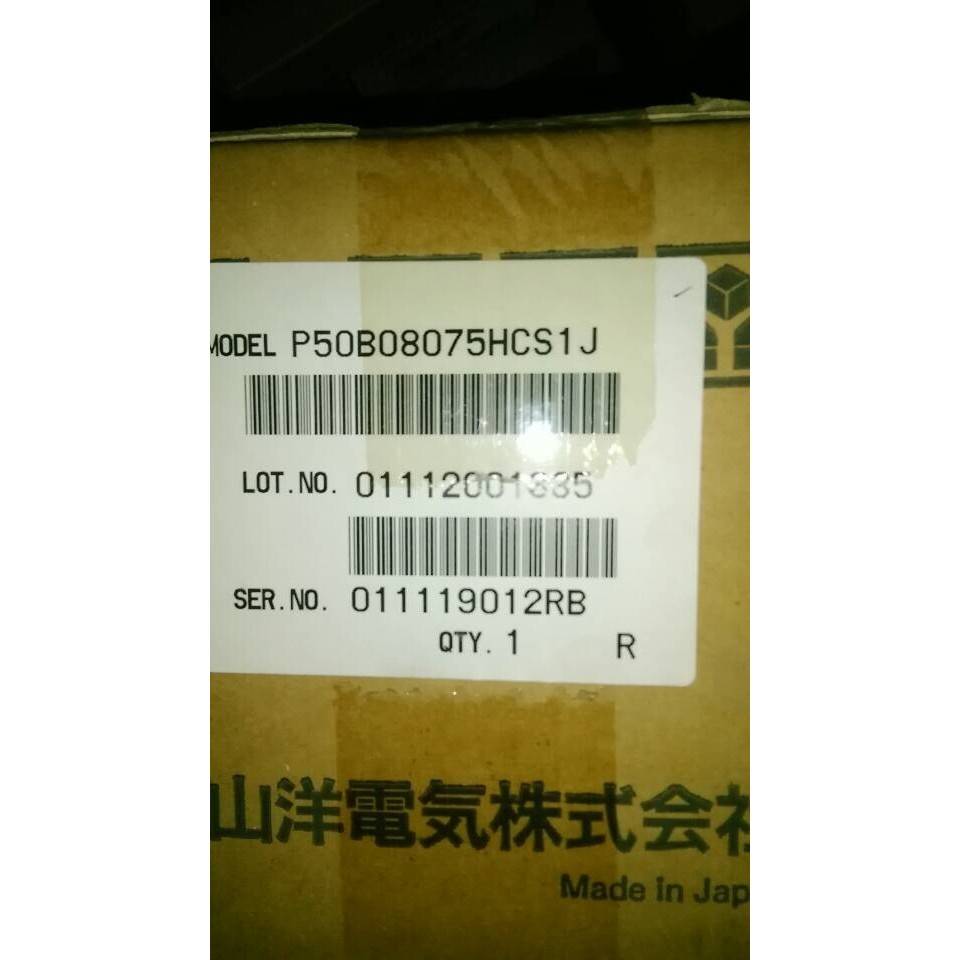 MODEL P50B08075HCS1J
LOT.NO.
SER.NO. 011119012RB
QTY. 1 R
山洋電気株式会社
Made in Jap